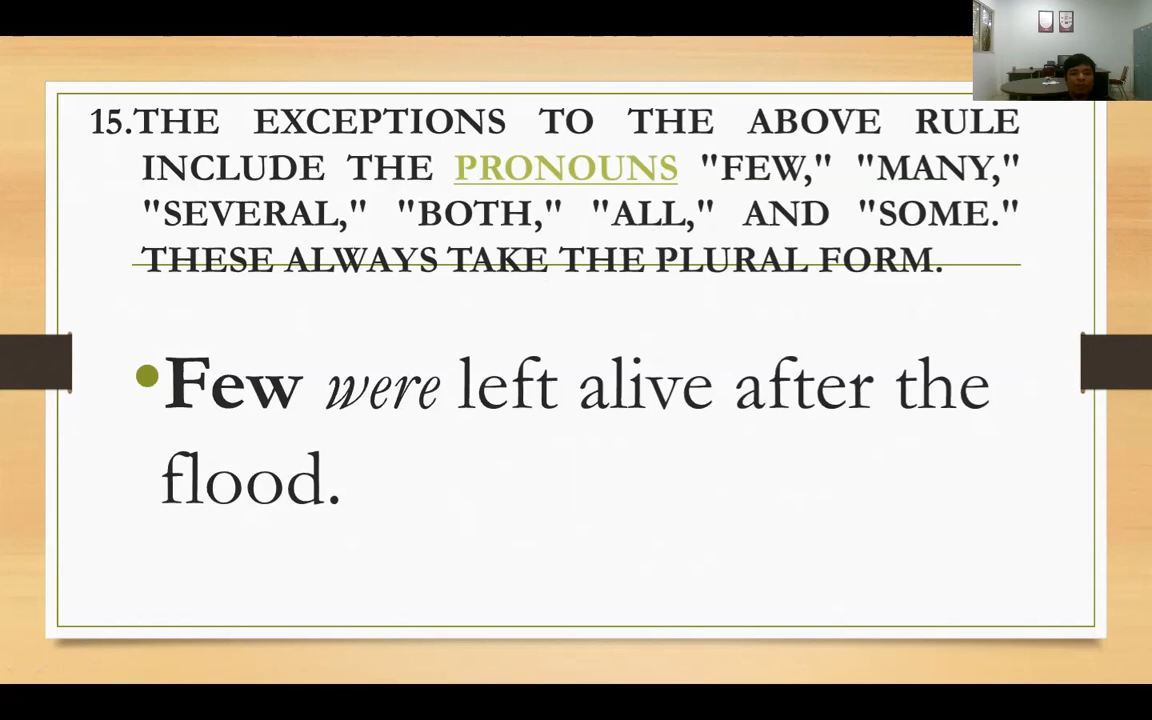 15.THE EXCEPTIONS TO THE ABOVE RULE
INCLUDE THE PRONOUNS "FEW," "MANY,"
"SEVERAL," "BOTH," "ALL," AND "SOME."
THESE ALWAYS TAKE THE PLURAL FORM.
•Few were left alive after the
flood.